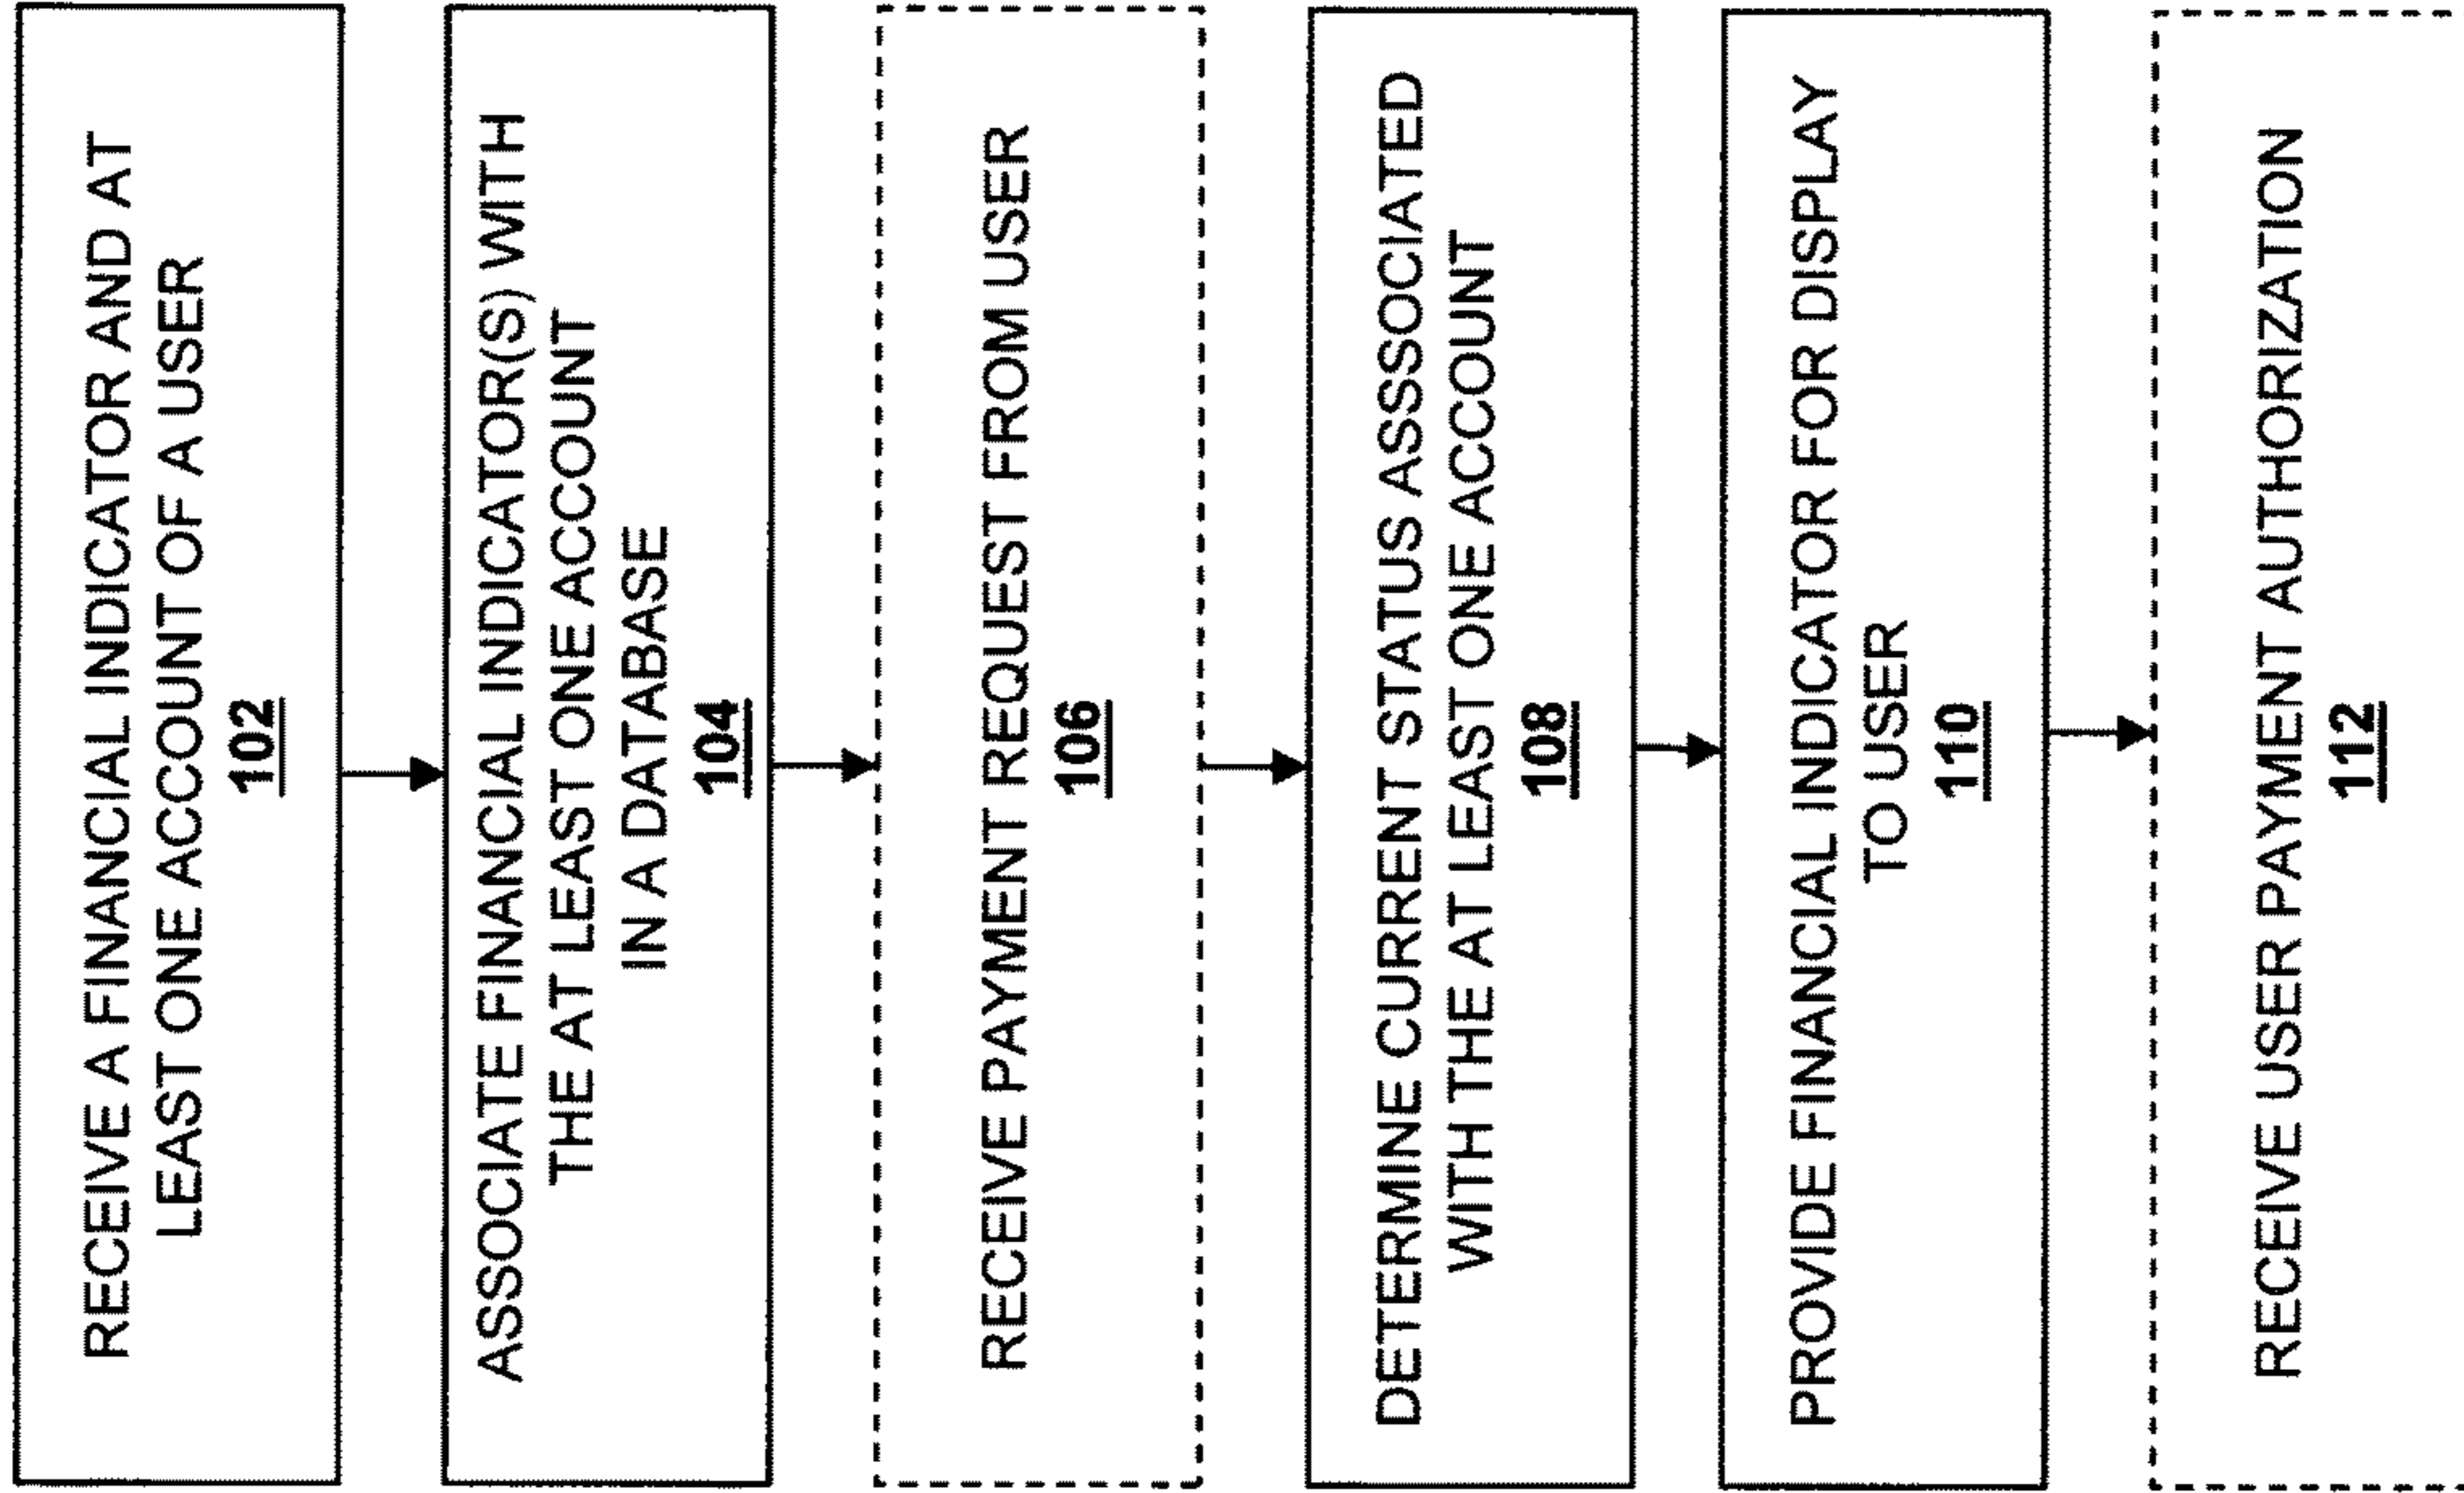 RECEIVE A FINANCIAL INDICATOR AND AT
LEAST ONE ACCOUNT OF A USER
102
ASSOCIATE FINANCIAL INDICATOR(S) WITH
THE AT LEAST ONE ACCOUNT
IN A DATABASE
104
RECEIVE PAYMENT REQUEST FROM USER
106
DETERMINE CURRENT STATUS ASSSOCIATED
WITH THE AT LEAST ONE ACCOUNT
108
PROVIDE FINANCIAL INDICATOR FOR DISPLAY
TO USER
110
RECEIVE USER PAYMENT AUTHORIZATION
112